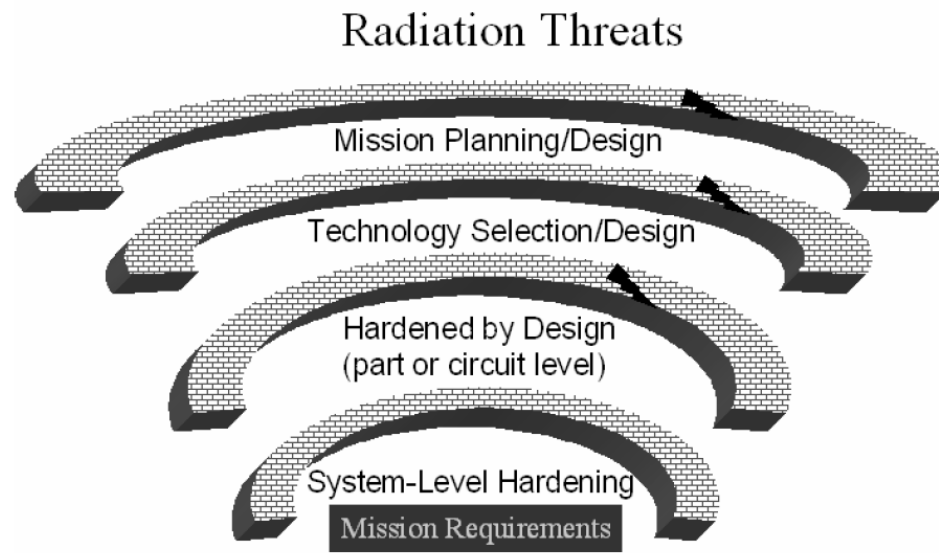 Radiation Threats
Mission Planning/Design
Technology Selection/Design
Hardened by Design
(part or circuit level)
System-Level Hardening
Mission Requirements